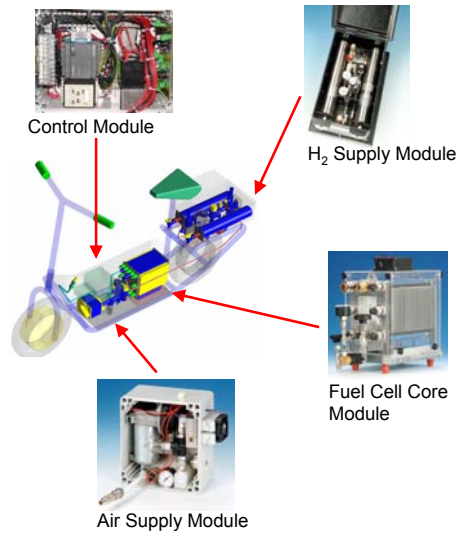 Control Module
H₂ Supply Module
Fuel Cell Core
Module
Air Supply Module